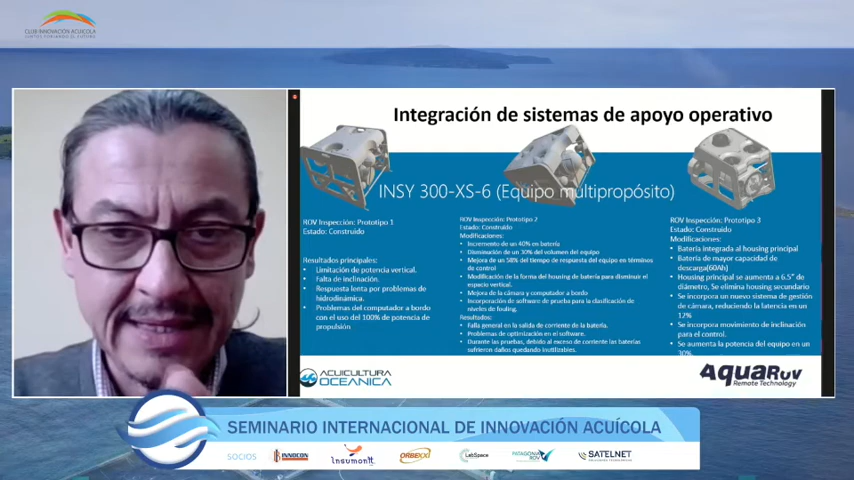 CLUB INNOVACIÓN ACUÍCOLA
Integración de sistemas de apoyo operativo
INSY 300-XS-6 (Equipo multipropósito)
ROV Inspección: Prototipo 1
Estado: Construido
Resultados principales:
• Limitación de potencia vertical.
• Falta de inclinación.
• Respuesta lenta por problemas de
hidrodinámica.
• Problemas del computador a bordo
con el uso del 100% de potencia de
propulsión
ROV Inspección: Prototipo 2
Estado: Construido
Modificaciones:
• Incremento de un 40% en batería
• Disminución de un 30% del volumen del equipo
• Mejora de un 50% del tiempo de respuesta del equipo en términos
de control
• Modificación de la forma del housing de batería para disminuir el
espacio vertical.
• Mejora de la cámara y computador a bordo
• Incorporación de software de prueba para la clasificación de
niveles de fouling.
Resultados:
• Falla general en la salida de corriente de la batería.
• Problemas de optimización en el software.
• Durante las pruebas, debido al exceso de corriente las baterías
sufrieron daños quedando inutilizables.
ROV Inspección: Prototipo 3
Estado: Construido
Modificaciones:
• Batería integrada al housing principal
• Batería de mayor capacidad de
descarga(60Ah)
• Housing principal se aumenta a 6.5” de
diámetro, Se elimina housing secundario
• Se incorpora un nuevo sistema de gestión
de cámara, reduciendo la latencia en un
12%
• Se incorpora movimiento de inclinación
para el control.
• Se aumenta la potencia del equipo en un
30%.
ACUICULTURA
OCEANICA
AQUAROV
Remote Technology
SEMINARIO INTERNACIONAL DE INNOVACIÓN ACUÍCOLA
SOCIOS
INNOCON
Insumontt
ORBEXXI
LabSpace
PATAGONIA
ROV
SATELNET